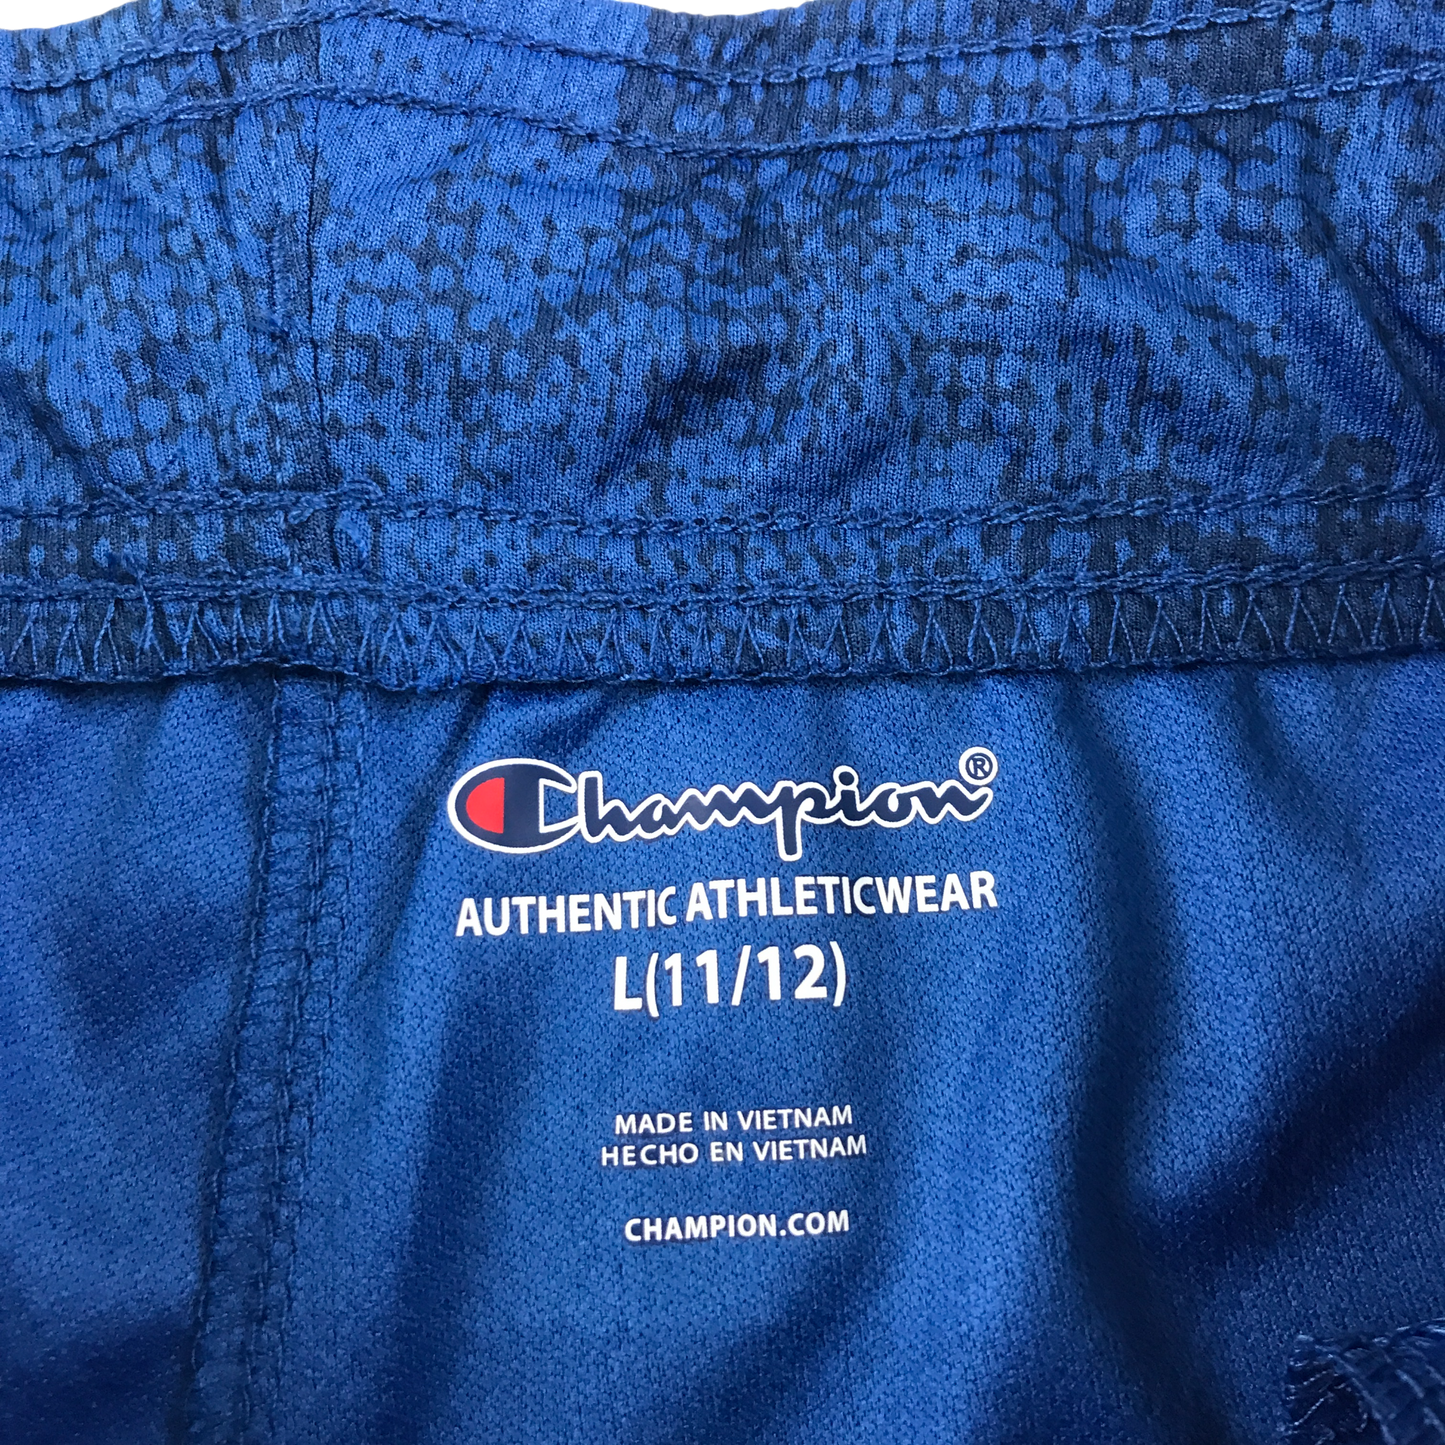 Champion®
AUTHENTIC ATHLETICWEAR
L(11/12)
MADE IN VIETNAM
HECHO EN VIETNAM
CHAMPION.COM